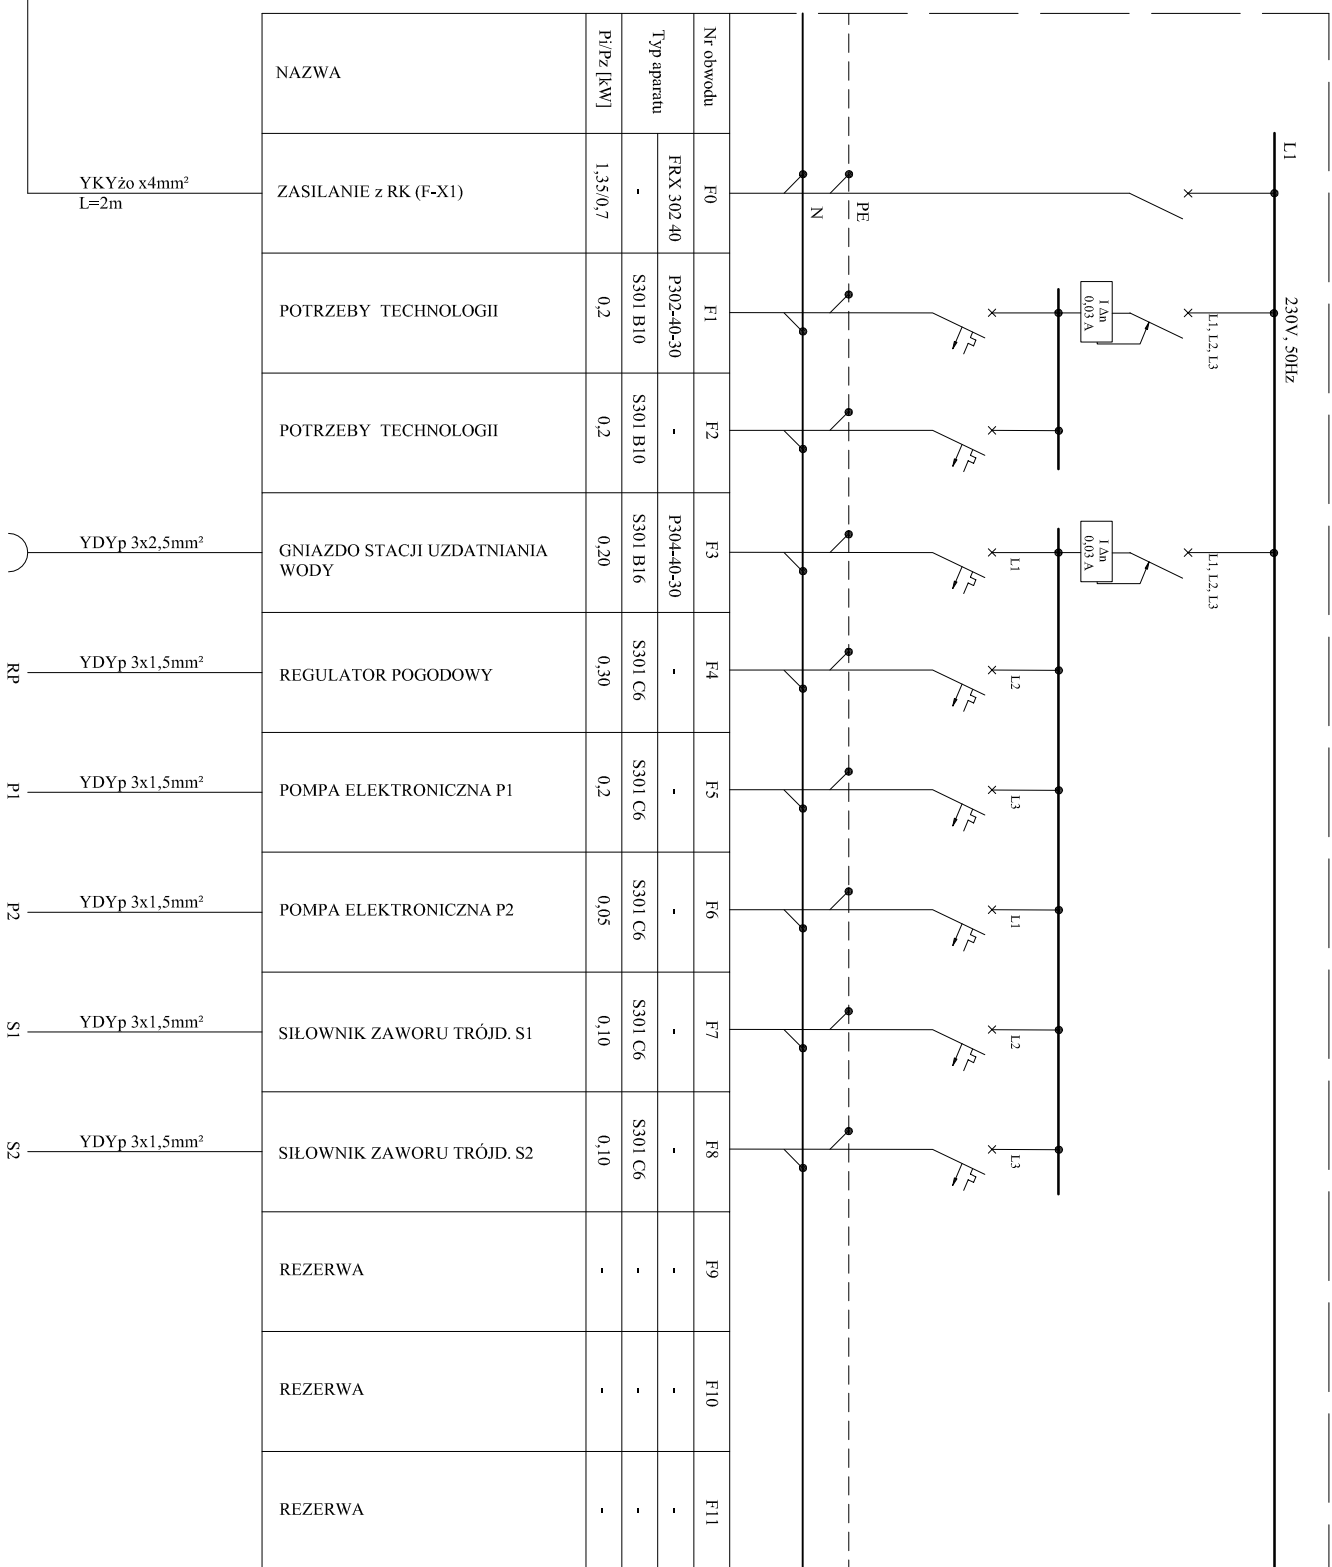 L1
230V, 50Hz
Nr obwodu
Typ aparatu
Pi/Pz [kW]
NAZWA
PE
N
F0
FRX 302 40
-
1,35/0,7
ZASILANIE z RK (F-X1)
YKYżo x4mm²
L=2m
L1, L2, L3
I Δn
0,03 A
F1
P302-40-30
S301 B10
0,2
POTRZEBY TECHNOLOGII
F2
-
S301 B10
0,2
POTRZEBY TECHNOLOGII
L1, L2, L3
I Δn
0,03 A
L1
F3
P304-40-30
S301 B16
0,20
GNIAZDO STACJI UZDATNIANIA
WODY
YDYp 3x2,5mm²
L2
F4
-
S301 C6
0,30
REGULATOR POGODOWY
YDYp 3x1,5mm²
RP
L3
F5
-
S301 C6
0,2
POMPA ELEKTRONICZNA P1
YDYp 3x1,5mm²
P1
L1
F6
-
S301 C6
0,05
POMPA ELEKTRONICZNA P2
YDYp 3x1,5mm²
P2
L2
F7
-
S301 C6
0,10
SIŁOWNIK ZAWORU TRÓJD. S1
YDYp 3x1,5mm²
S1
L3
F8
-
S301 C6
0,10
SIŁOWNIK ZAWORU TRÓJD. S2
YDYp 3x1,5mm²
S2
F9
-
-
-
REZERWA
F10
-
-
-
REZERWA
F11
-
-
-
REZERWA